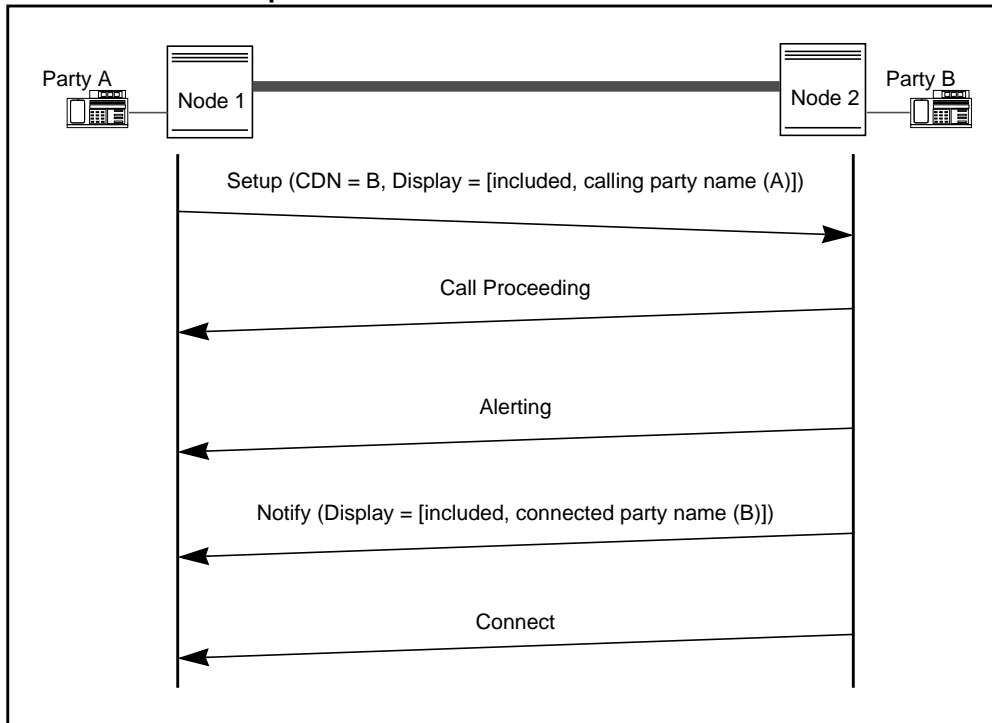 Party A
Node 1
Node 2
Party B
Setup (CDN = B, Display = [included, calling party name (A)])
Call Proceeding
Alerting
Notify (Display = [included, connected party name (B)])
Connect